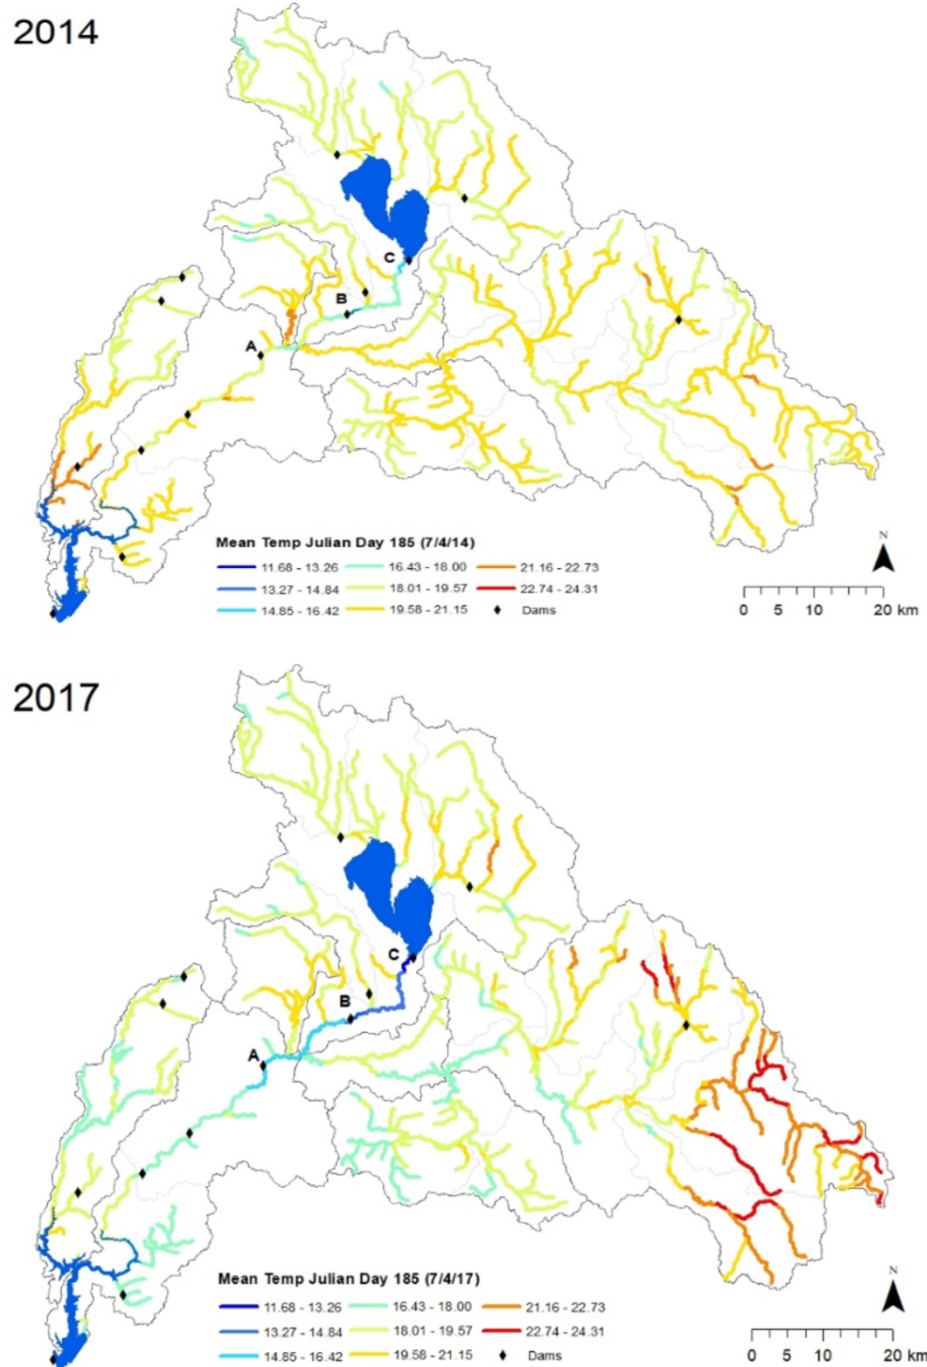 2014
C
B
A
Mean Temp Julian Day 185 (7/4/14)
11.68 - 13.26 16.43 - 18.00 21.16 - 22.73
13.27 - 14.84 18.01 - 19.57 22.74 - 24.31
14.85 - 16.42 19.58 - 21.15 Dams
N
0 5 10 20 km
2017
C
B
A
Mean Temp Julian Day 185 (7/4/17)
11.68 - 13.26 16.43 - 18.00 21.16 - 22.73
13.27 - 14.84 18.01 - 19.57 22.74 - 24.31
14.85 - 16.42 19.58 - 21.15 Dams
N
0 5 10 20 km